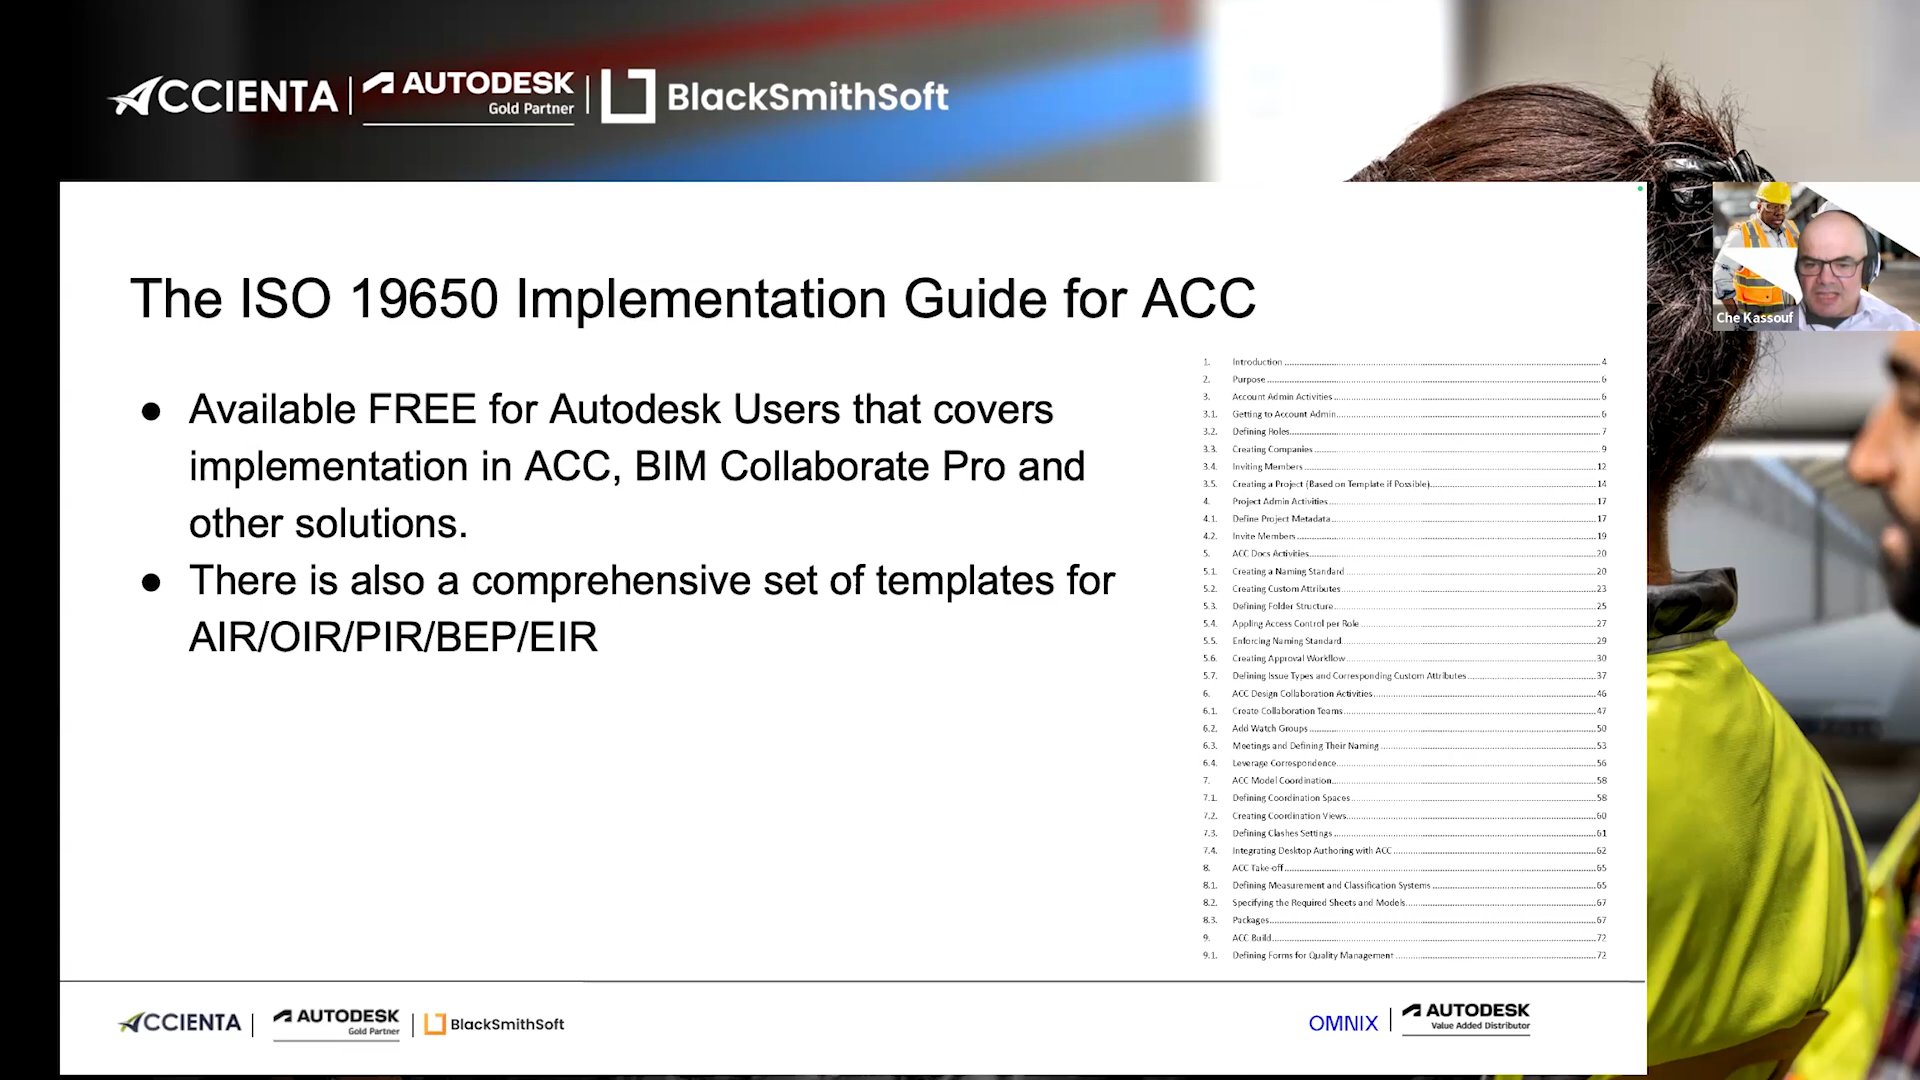 ACCIENTA | AUTODESK Gold Partner | BlackSmithSoft
The ISO 19650 Implementation Guide for ACC
Che Kassouf
● Available FREE for Autodesk Users that covers
implementation in ACC, BIM Collaborate Pro and
other solutions.
● There is also a comprehensive set of templates for
AIR/OIR/PIR/BEP/EIR
1. Introduction 4
2. Purpose 6
3. Account Admin Activities 6
3.1. Getting to Account Admin 6
3.2. Defining Roles 7
3.3. Creating Companies 9
3.4. Inviting Members 12
3.5. Creating a Project (Based on Template if Possible) 14
4. Project Admin Activities 17
4.1. Define Project Metadata 17
4.2. Invite Members 19
5. ACC Docs Activities 20
5.1. Creating a Naming Standard 20
5.2. Creating Custom Attributes 23
5.3. Defining Folder Structure 25
5.4. Appling Access Control per Role 27
5.5. Enforcing Naming Standard 29
5.6. Creating Approval Workflow 30
5.7. Defining Issue Types and Corresponding Custom Attributes 37
6. ACC Design Collaboration Activities 46
6.1. Create Collaboration Teams 47
6.2. Add Watch Groups 50
6.3. Meetings and Defining Their Naming 53
6.4. Leverage Correspondence 56
7. ACC Model Coordination 58
7.1. Defining Coordination Spaces 58
7.2. Creating Coordination Views 60
7.3. Defining Clashes Settings 61
7.4. Integrating Desktop Authoring with ACC 62
8. ACC Take-off 65
8.1. Defining Measurement and Classification Systems 65
8.2. Specifying the Required Sheets and Models 67
8.3. Packages 67
9. ACC Build 72
9.1. Defining Forms for Quality Management 72
ACCIENTA | AUTODESK Gold Partner | BlackSmithSoft
OMNIX | AUTODESK Value Added Distributor